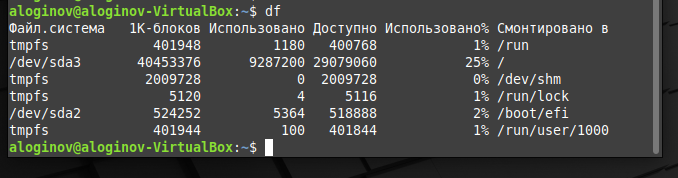 aloginov@aloginov-VirtualBox:~$ df
Файл.система   1K-блоков Использовано Доступно Использовано% Смонтировано в
tmpfs             401948         1180   400768            1% /run
/dev/sda3       40453376      9287200 29079060           25% /
tmpfs            2009728            0  2009728            0% /dev/shm
tmpfs               5120            4     5116            1% /run/lock
/dev/sda2         524252         5364   518888            2% /boot/efi
tmpfs             401944          100   401844            1% /run/user/1000
aloginov@aloginov-VirtualBox:~$